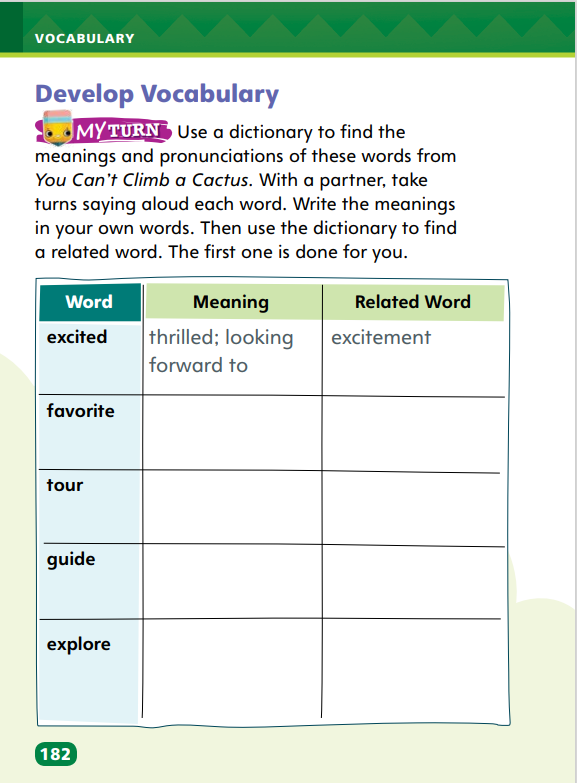 VOCABULARY
Develop Vocabulary
MY TURN Use a dictionary to find the
meanings and pronunciations of these words from
You Can't Climb a Cactus. With a partner, take
turns saying aloud each word. Write the meanings
in your own words. Then use the dictionary to find
a related word. The first one is done for you.
Word Meaning Related Word
excited thrilled; looking excitement
forward to
favorite
tour
guide
explore
182